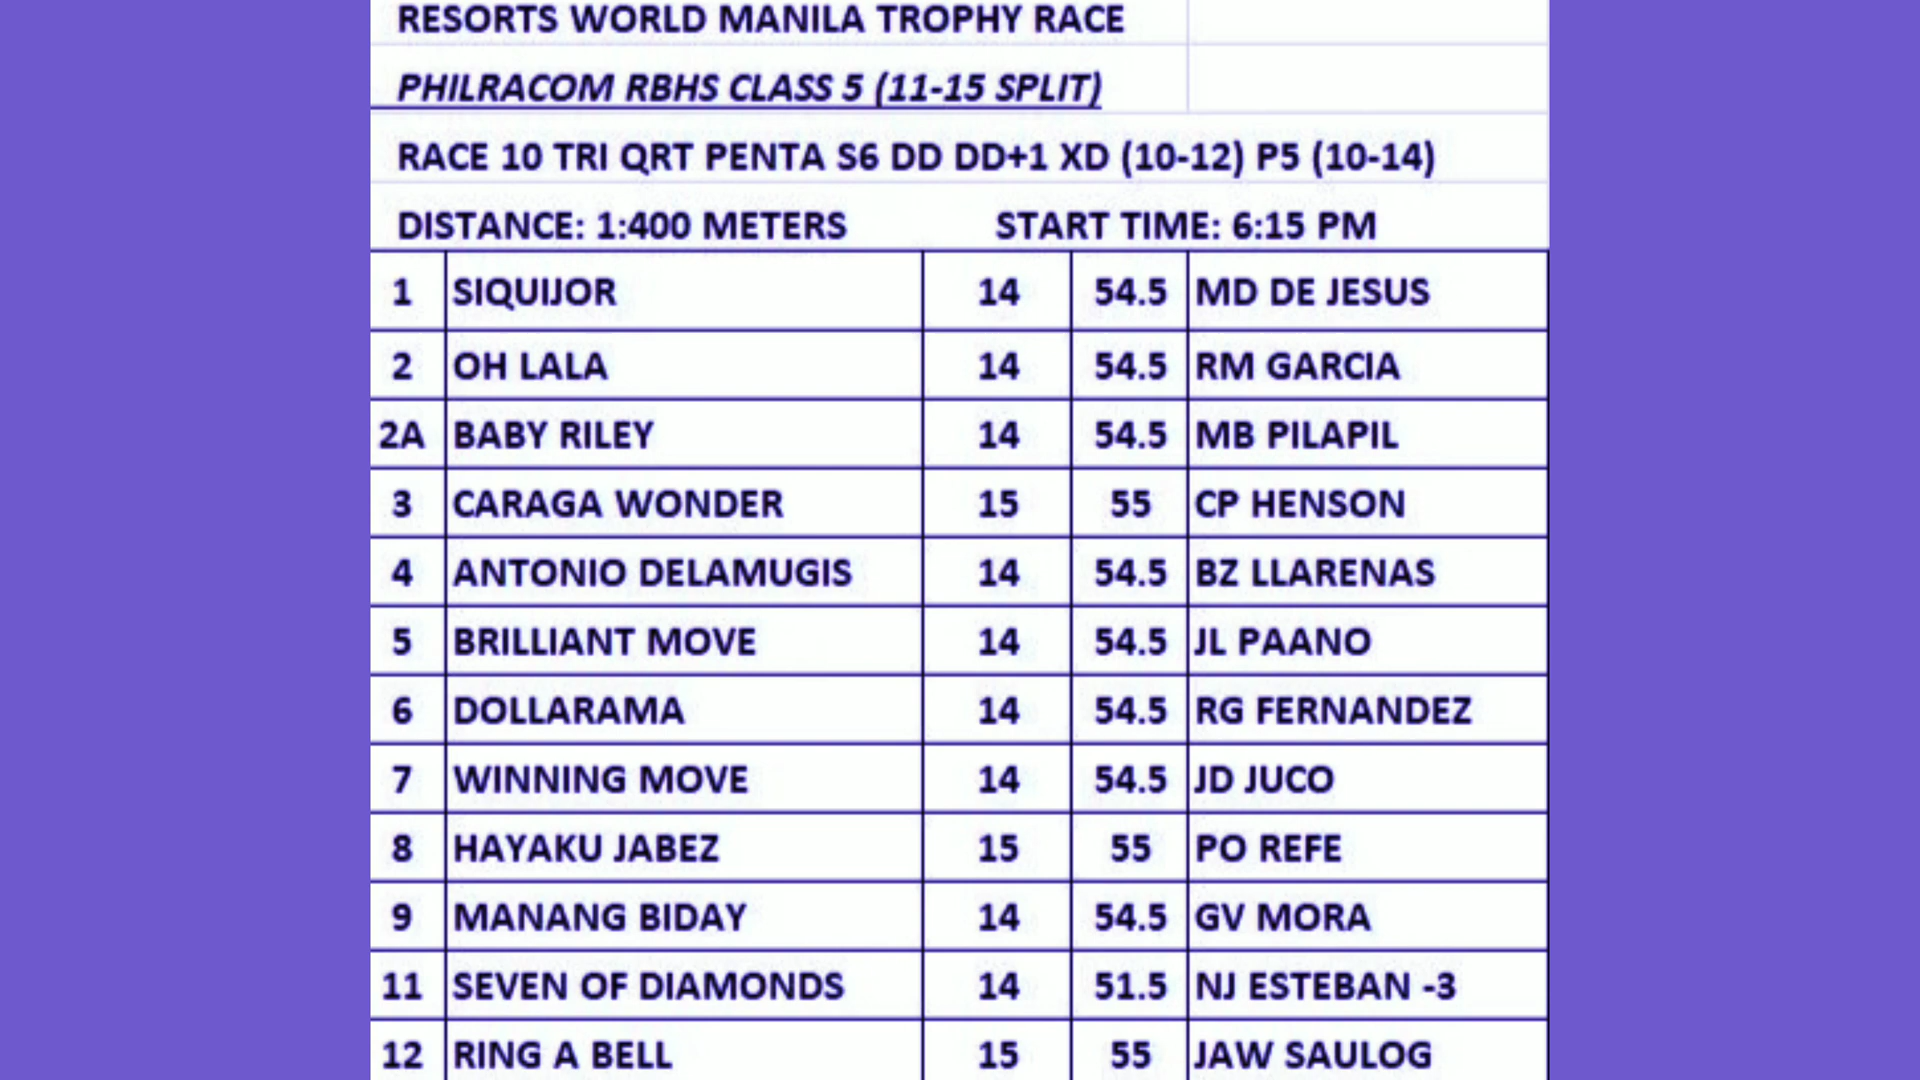 RESORTS WORLD MANILA TROPHY RACE
PHILRACOM RBHS CLASS 5 (11-15 SPLIT)
RACE 10 TRI QRT PENTA S6 DD DD+1 XD (10-12) P5 (10-14)
DISTANCE: 1:400 METERS START TIME: 6:15 PM
1 SIQUIJOR 14 54.5 MD DE JESUS
2 OH LALA 14 54.5 RM GARCIA
2A BABY RILEY 14 54.5 MB PILAPIL
3 CARAGA WONDER 15 55 CP HENSON
4 ANTONIO DELAMUGIS 14 54.5 BZ LLARENAS
5 BRILLIANT MOVE 14 54.5 JL PAANO
6 DOLLARAMA 14 54.5 RG FERNANDEZ
7 WINNING MOVE 14 54.5 JD JUCO
8 HAYAKU JABEZ 15 55 PO REFE
9 MANANG BIDAY 14 54.5 GV MORA
11 SEVEN OF DIAMONDS 14 51.5 NJ ESTEBAN -3
12 RING A BELL 15 55 JAW SAULOG